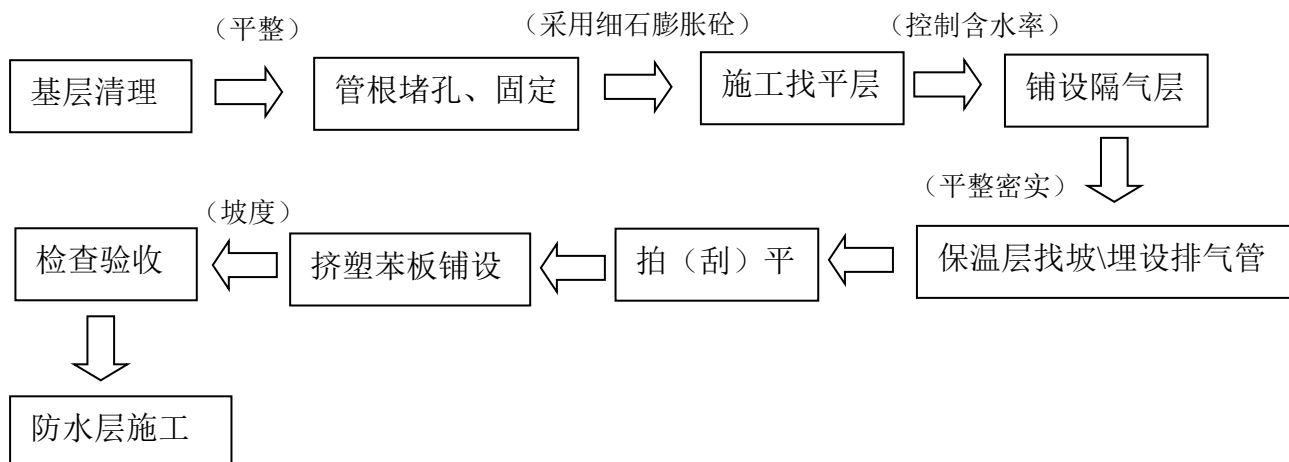 （平整）
（采用细石膨胀砼）
（控制含水率）
基层清理
管根堵孔、固定
施工找平层
铺设隔气层
（平整密实）
（坡度）
检查验收
挤塑苯板铺设
拍（刮）平
保温层找坡\埋设排气管
防水层施工